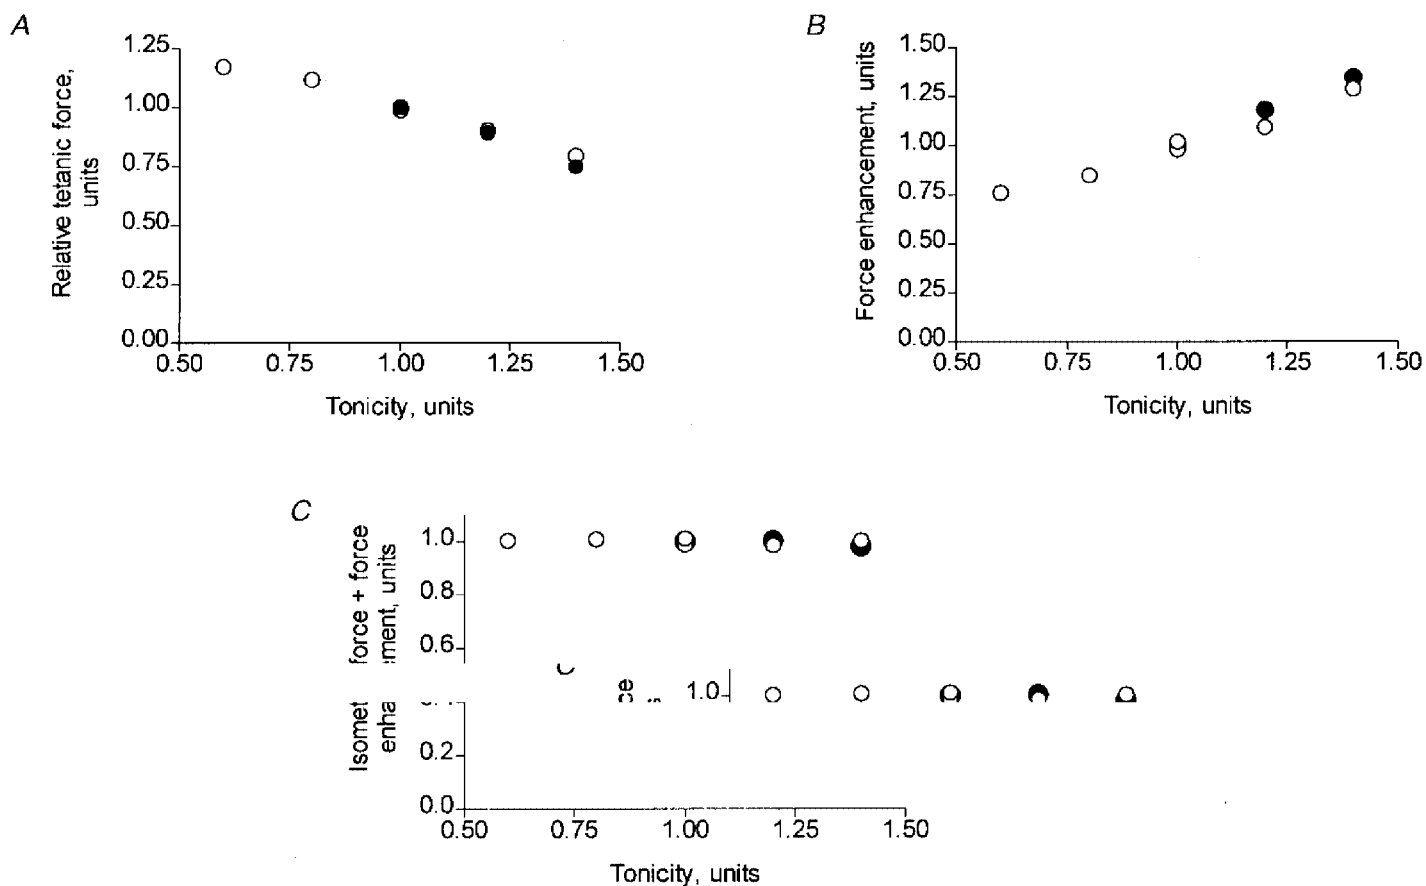 A
1.25
1.00
0.75
0.50
0.25
0.00
0.50 0.75 1.00 1.25 1.50
Relative tetanic force,
units
Tonicity, units
B
1.50
1.25
1.00
0.75
0.50
0.25
0.00
0.50 0.75 1.00 1.25 1.50
Force enhancement, units
Tonicity, units
C
1.0
0.8
0.6
1.0
0.2
0.0
0.50 0.75 1.00 1.25 1.50
Isomet force + force
enha ment, units
ce
Tonicity, units